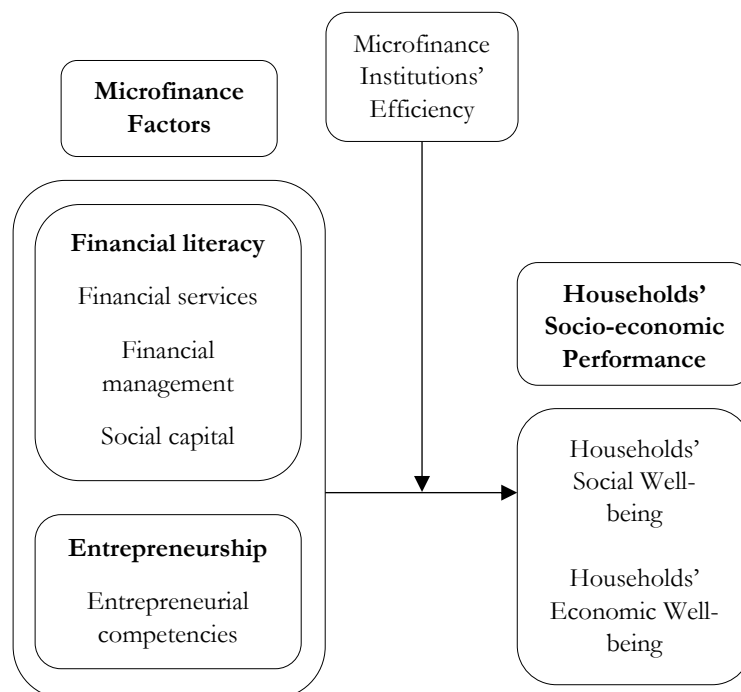 Microfinance
Institutions’
Efficiency
Microfinance
Factors
Financial literacy
Financial services
Financial
management
Social capital
Entrepreneurship
Entrepreneurial
competencies
Households’
Socio-economic
Performance
Households’
Social Well-
being
Households’
Economic Well-
being